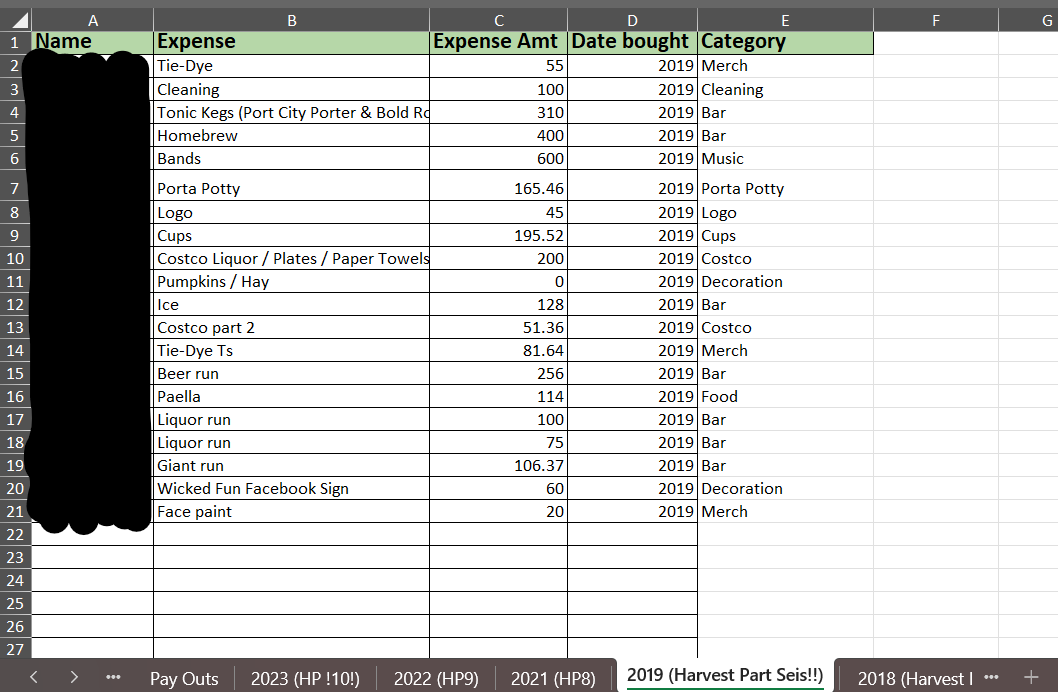 A B C D E F G
1 Name Expense Expense Amt Date bought Category
2 Tie-Dye 55 2019 Merch
3 Cleaning 100 2019 Cleaning
4 Tonic Kegs (Port City Porter & Bold Ro 310 2019 Bar
5 Homebrew 400 2019 Bar
6 Bands 600 2019 Music
7 Porta Potty 165.46 2019 Porta Potty
8 Logo 45 2019 Logo
9 Cups 195.52 2019 Cups
10 Costco Liquor / Plates / Paper Towels 200 2019 Costco
11 Pumpkins / Hay 0 2019 Decoration
12 Ice 128 2019 Bar
13 Costco part 2 51.36 2019 Costco
14 Tie-Dye Ts 81.64 2019 Merch
15 Beer run 256 2019 Bar
16 Paella 114 2019 Food
17 Liquor run 100 2019 Bar
18 Liquor run 75 2019 Bar
19 Giant run 106.37 2019 Bar
20 Wicked Fun Facebook Sign 60 2019 Decoration
21 Face paint 20 2019 Merch
22
23
24
25
26
27
Pay Outs 2023 (HP !10!) 2022 (HP9) 2021 (HP8) 2019 (Harvest Part Seis!!) 2018 (Harvest